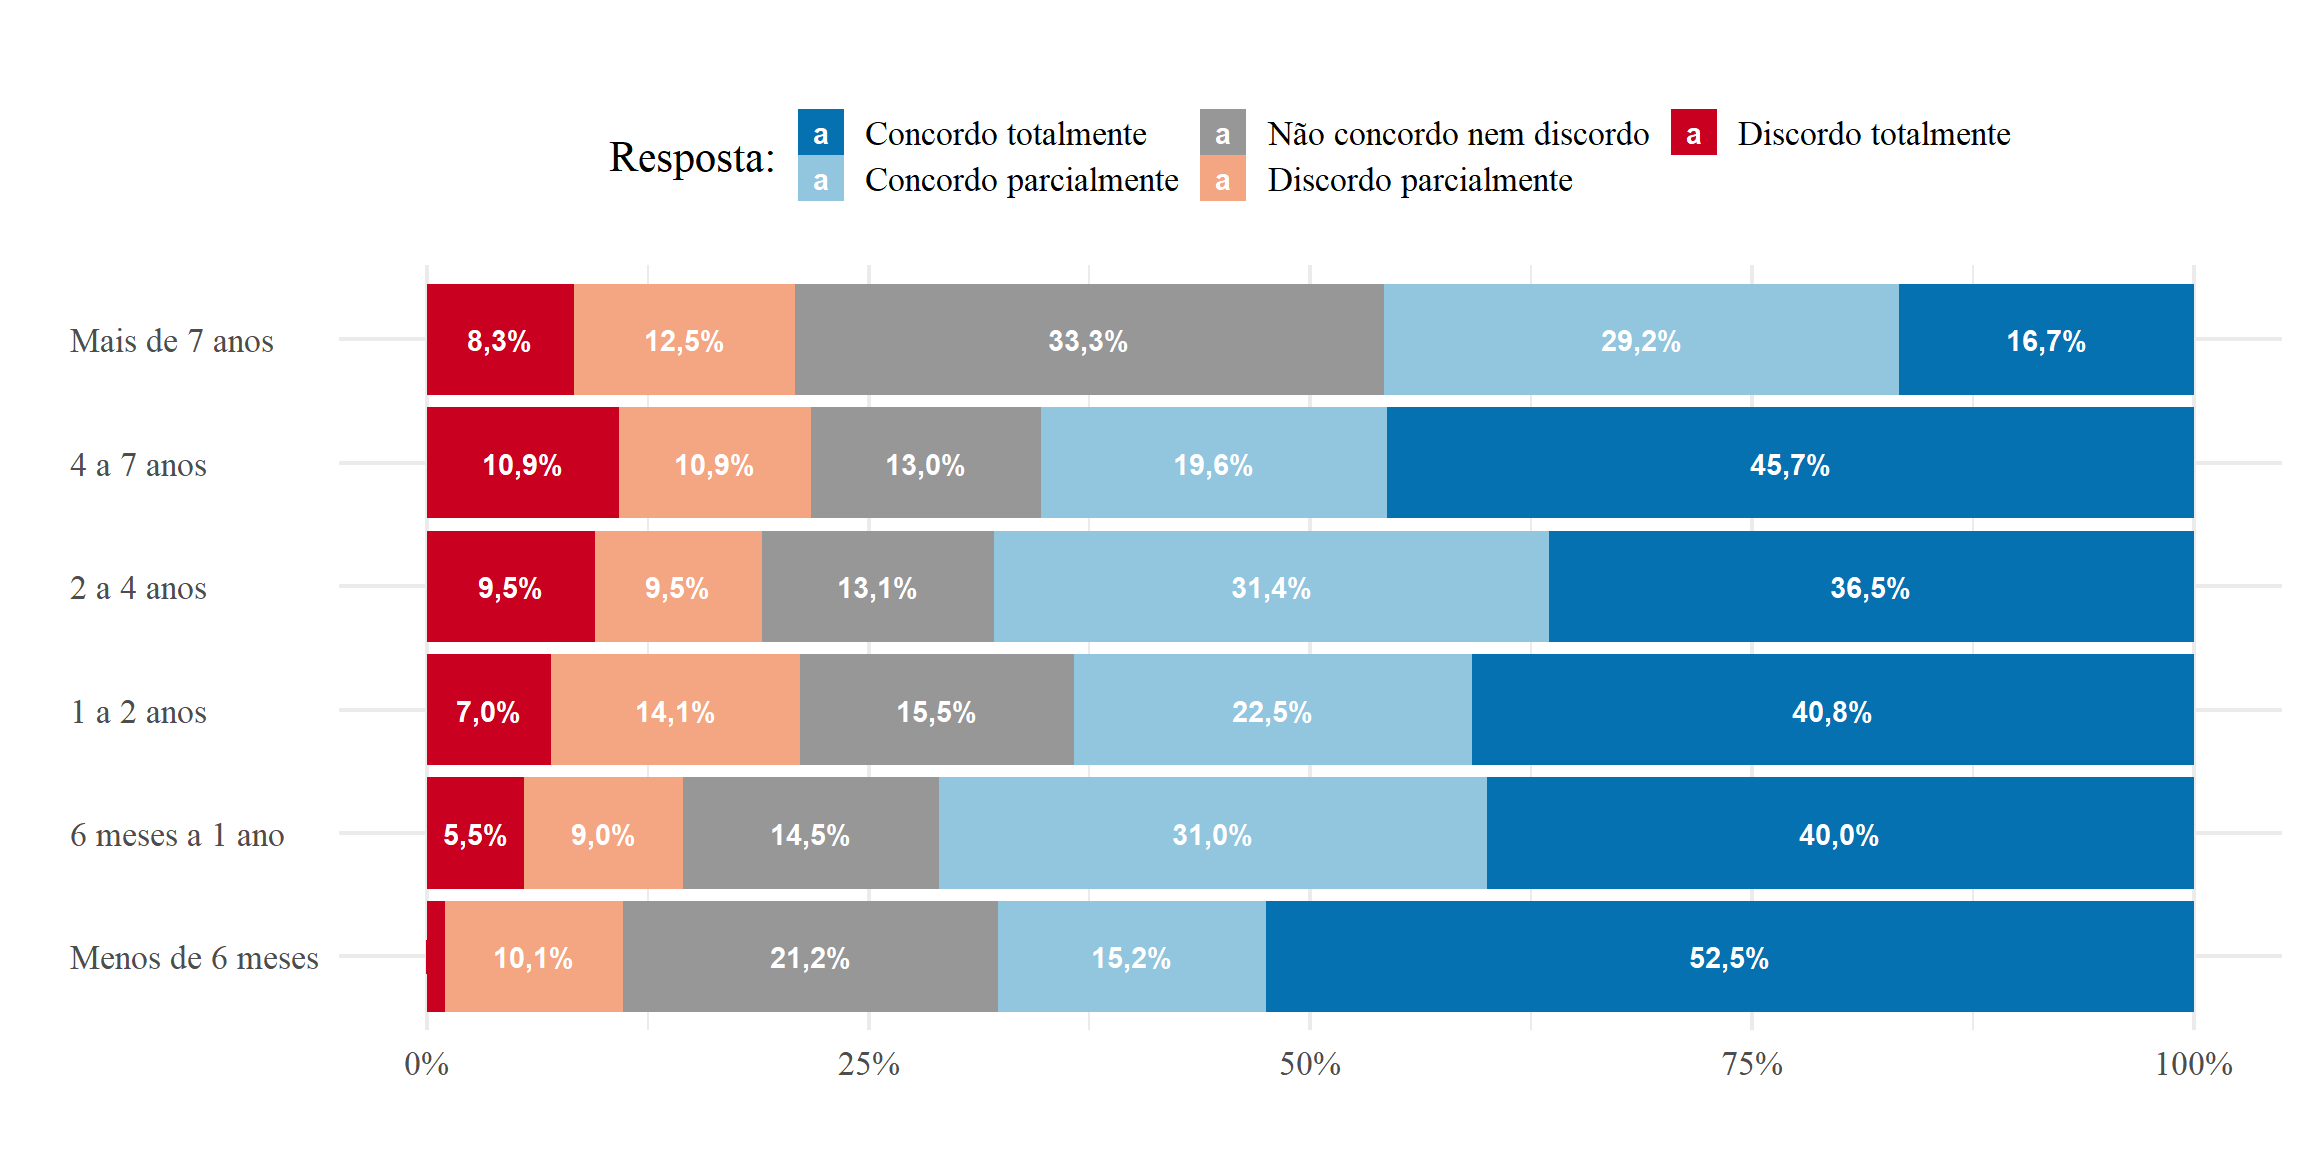 Resposta:
a Concordo totalmente a Não concordo nem discordo a Discordo totalmente
a Concordo parcialmente a Discordo parcialmente
Mais de 7 anos 8,3% 12,5% 33,3% 29,2% 16,7%
4 a 7 anos 10,9% 10,9% 13,0% 19,6% 45,7%
2 a 4 anos 9,5% 9,5% 13,1% 31,4% 36,5%
1 a 2 anos 7,0% 14,1% 15,5% 22,5% 40,8%
6 meses a 1 ano 5,5% 9,0% 14,5% 31,0% 40,0%
Menos de 6 meses 10,1% 21,2% 15,2% 52,5%
0% 25% 50% 75% 100%